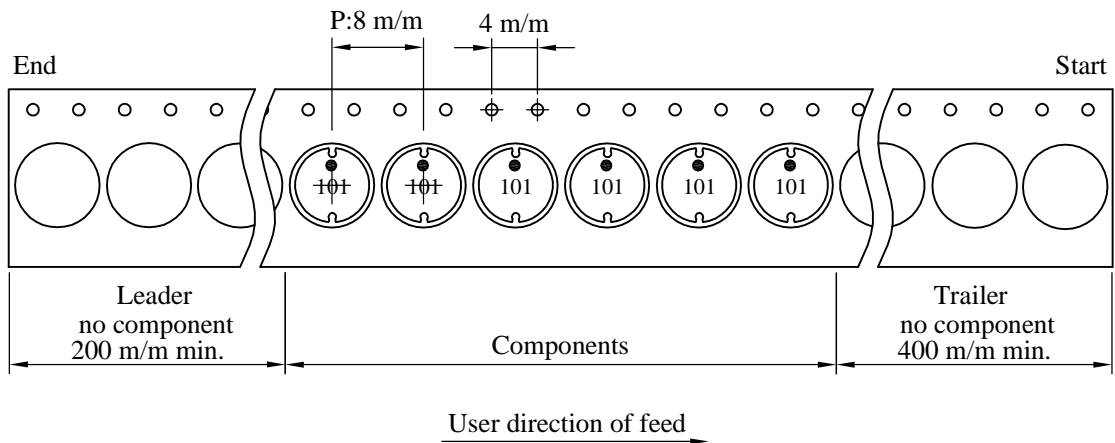 P:8 m/m
4 m/m
End
Start
101 101 101 101 101 101
Leader
no component
200 m/m min.
Components
Trailer
no component
400 m/m min.
User direction of feed